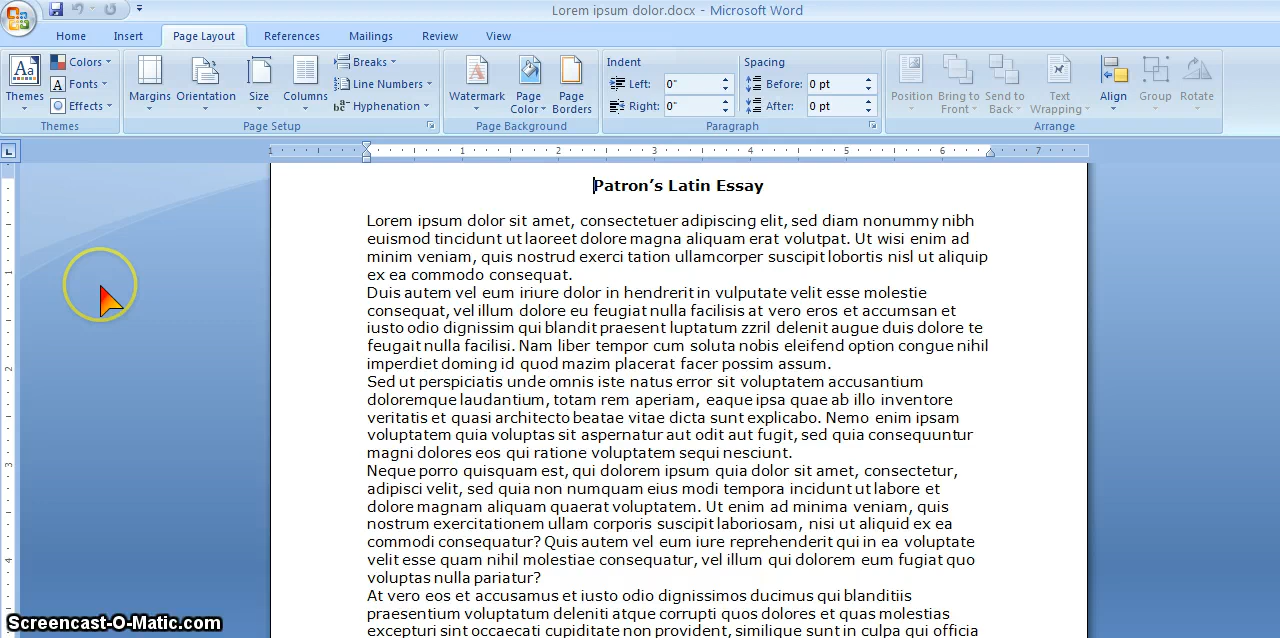 Lorem ipsum dolor.docx - Microsoft Word
Home Insert Page Layout References Mailings Review View
Aa Themes Colors Fonts Effects
Themes
Margins Orientation Size Columns Breaks Line Numbers Hyphenation
Page Setup
Watermark Page Color Page Borders
Page Background
Indent Spacing
Left: 0" Before: 0 pt
Right: 0" After: 0 pt
Paragraph
Position Bring to Front Send to Back Text Wrapping Align Group Rotate
Arrange
1 1 2 3 4 5 6 7
Patron’s Latin Essay
Lorem ipsum dolor sit amet, consectetuer adipiscing elit, sed diam nonummy nibh
euismod tincidunt ut laoreet dolore magna aliquam erat volutpat. Ut wisi enim ad
minim veniam, quis nostrud exerci tation ullamcorper suscipit lobortis nisl ut aliquip
ex ea commodo consequat.
Duis autem vel eum iriure dolor in hendrerit in vulputate velit esse molestie
consequat, vel illum dolore eu feugiat nulla facilisis at vero eros et accumsan et
iusto odio dignissim qui blandit praesent luptatum zzril delenit augue duis dolore te
feugait nulla facilisi. Nam liber tempor cum soluta nobis eleifend option congue nihil
imperdiet doming id quod mazim placerat facer possim assum.
Sed ut perspiciatis unde omnis iste natus error sit voluptatem accusantium
doloremque laudantium, totam rem aperiam, eaque ipsa quae ab illo inventore
veritatis et quasi architecto beatae vitae dicta sunt explicabo. Nemo enim ipsam
voluptatem quia voluptas sit aspernatur aut odit aut fugit, sed quia consequuntur
magni dolores eos qui ratione voluptatem sequi nesciunt.
Neque porro quisquam est, qui dolorem ipsum quia dolor sit amet, consectetur,
adipisci velit, sed quia non numquam eius modi tempora incidunt ut labore et
dolore magnam aliquam quaerat voluptatem. Ut enim ad minima veniam, quis
nostrum exercitationem ullam corporis suscipit laboriosam, nisi ut aliquid ex ea
commodi consequatur? Quis autem vel eum iure reprehenderit qui in ea voluptate
velit esse quam nihil molestiae consequatur, vel illum qui dolorem eum fugiat quo
voluptas nulla pariatur?
At vero eos et accusamus et iusto odio dignissimos ducimus qui blanditiis
praesentium voluptatum deleniti atque corrupti quos dolores et quas molestias
excepturi sint occaecati cupiditate non provident, similique sunt in culpa qui officia
1
2
3
4
Screencast-O-Matic.com